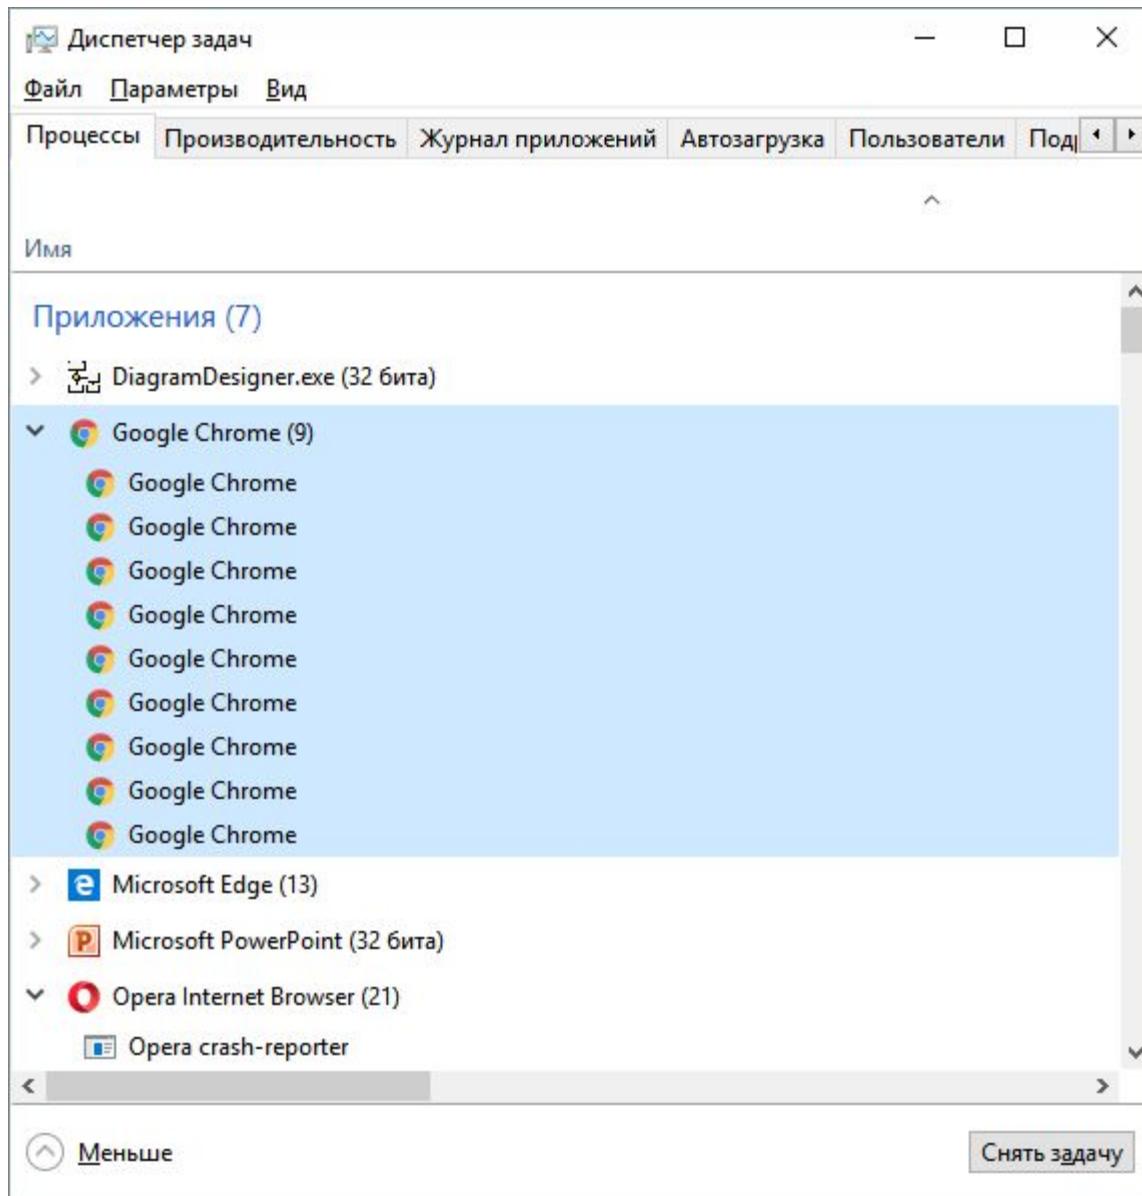 Диспетчер задач
Файл Параметры Вид
Процессы Производительность Журнал приложений Автозагрузка Пользователи
Имя
Приложения (7)
DiagramDesigner.exe (32 бита)
Google Chrome (9)
Google Chrome
Google Chrome
Google Chrome
Google Chrome
Google Chrome
Google Chrome
Google Chrome
Google Chrome
Google Chrome
Microsoft Edge (13)
Microsoft PowerPoint (32 бита)
Opera Internet Browser (21)
Opera crash-reporter
Меньше Снять задачу